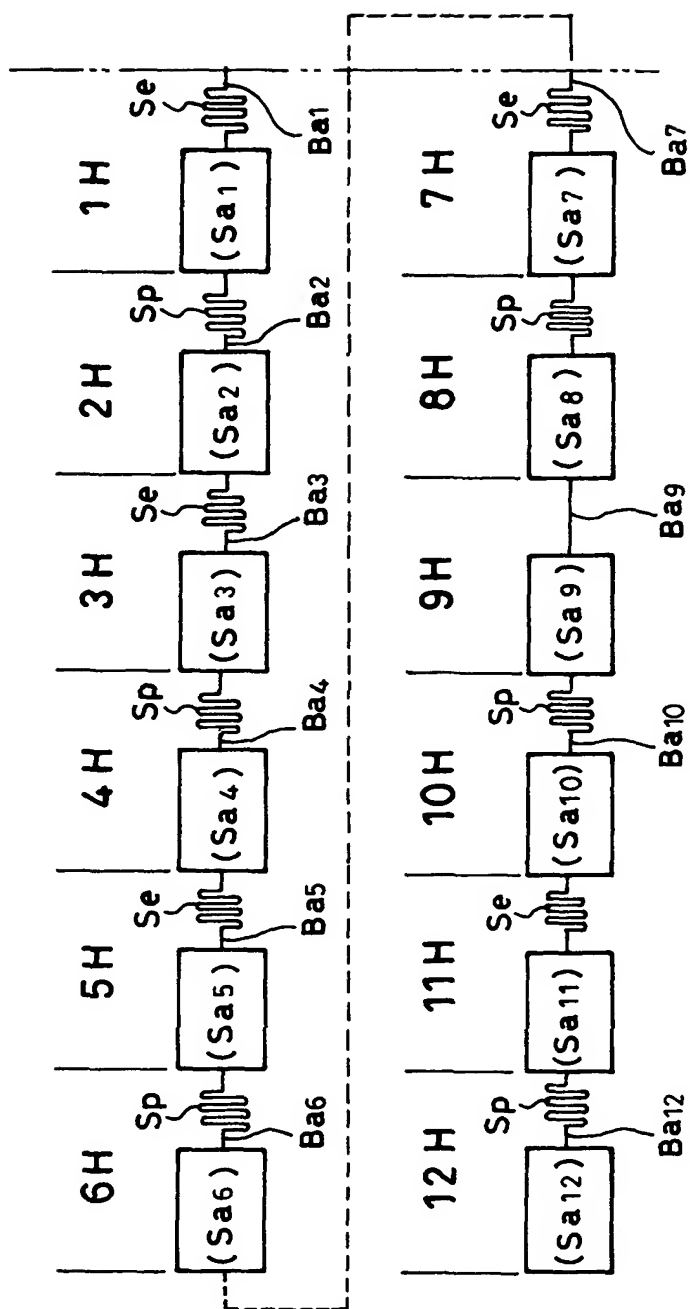 6H 5H 4H 3H 2H 1H
Sp Se Sp Se Sp Se
(Sa6) (Sa5) (Sa4) (Sa3) (Sa2) (Sa1)
Ba6 Ba5 Ba4 Ba3 Ba2 Ba1
12H 11H 10H 9H 8H 7H
Sp Se Sp Sp Se
(Sa12) (Sa11) (Sa10) (Sa9) (Sa8) (Sa7)
Ba12 Ba10 Ba9 Ba7